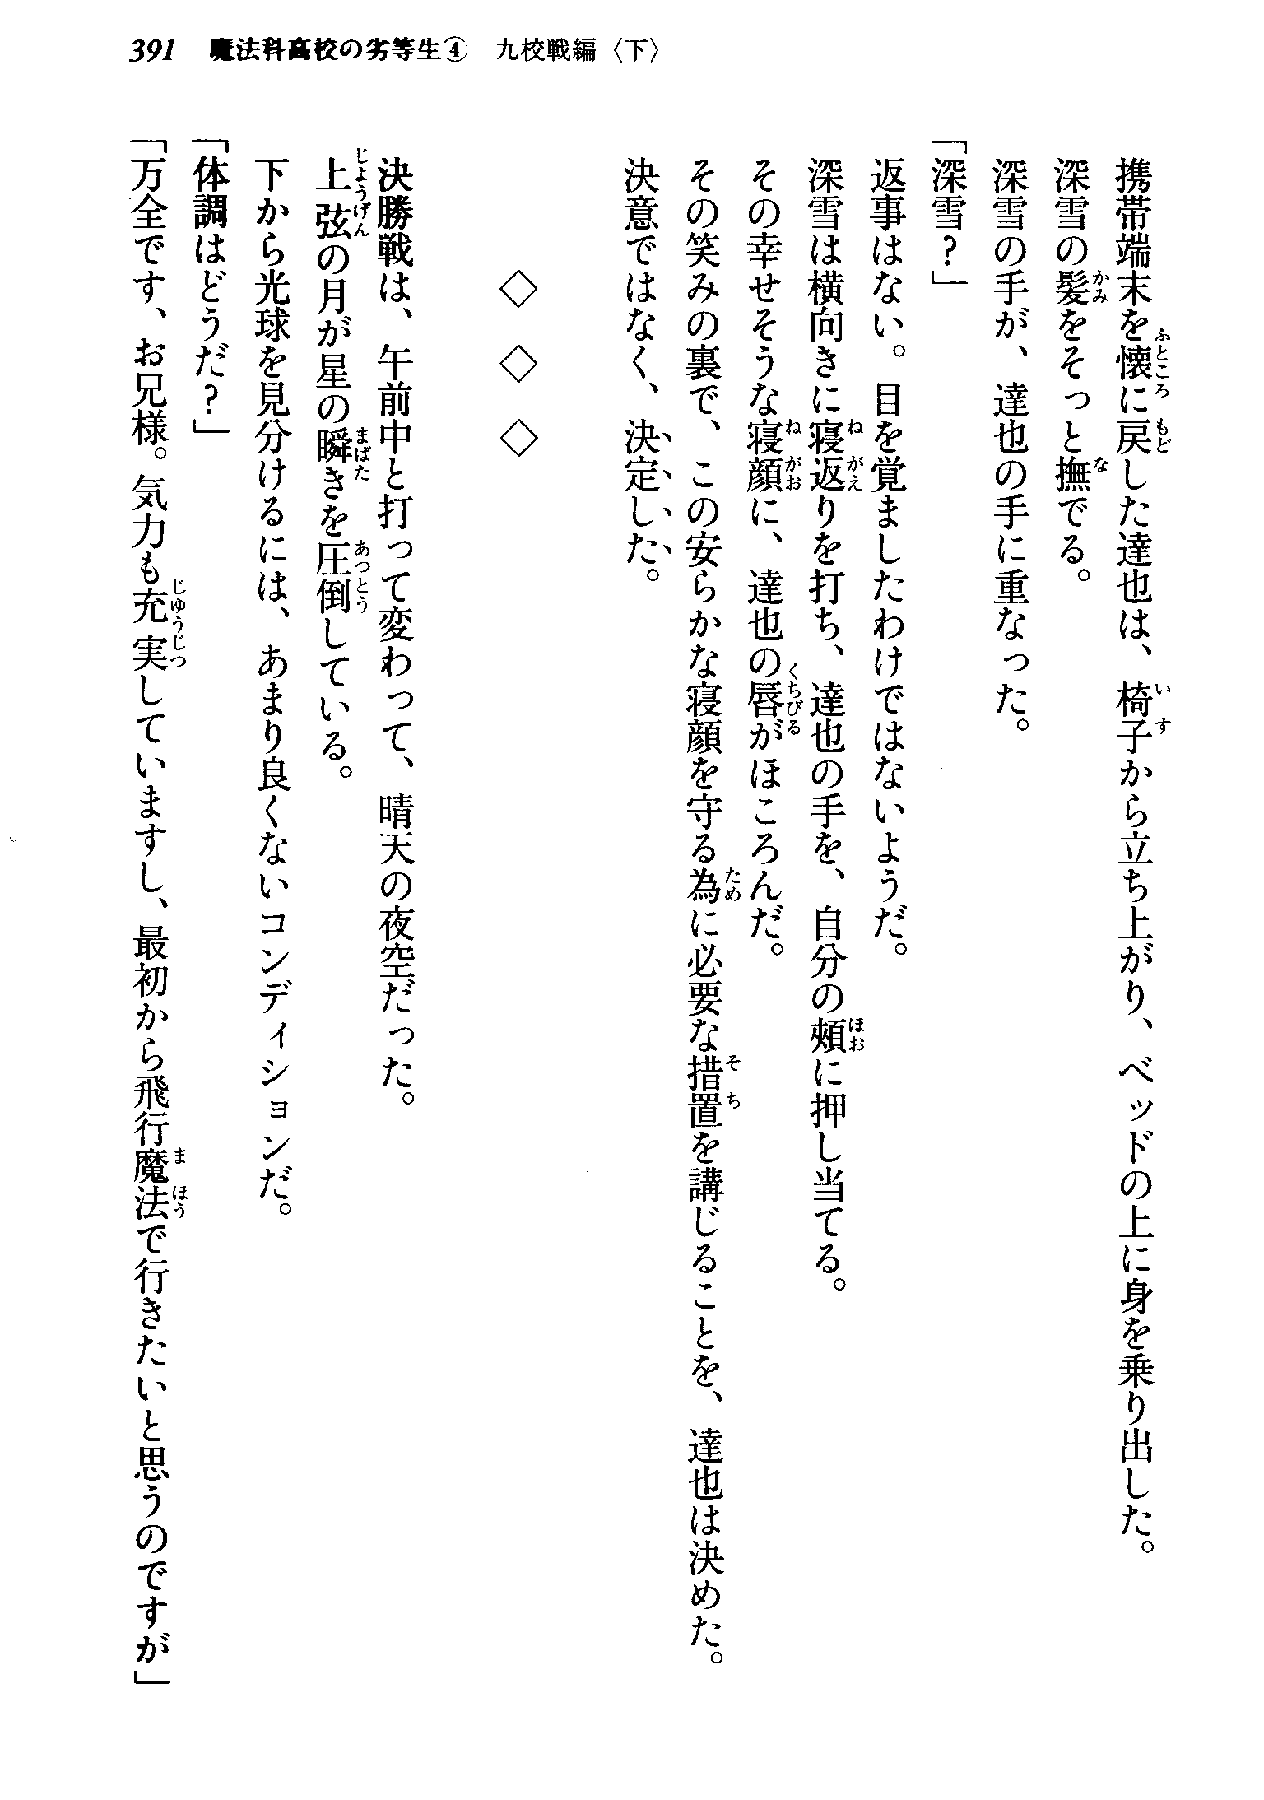 391　魔法科高校の劣等生④　九校戦編〈下〉
携帯端末を懐に戻した達也は、椅子から立ち上がり、ベッドの上に身を乗り出した。
深雪の髪をそっと撫でる。
深雪の手が、達也の手に重なった。
「深雪？」
返事はない。目を覚ましたわけではないようだ。
深雪は横向きに寝返りを打ち、達也の手を、自分の頰に押し当てる。
その幸せそうな寝顔に、達也の唇がほころんだ。
その笑みの裏で、この安らかな寝顔を守る為に必要な措置を講じることを、達也は決めた。
決意ではなく、決定した。
◇　◇　◇
決勝戦は、午前中と打って変わって、晴天の夜空だった。
上弦の月が星の瞬きを圧倒している。
下から光球を見分けるには、あまり良くないコンディションだ。
「体調はどうだ？」
「万全です、お兄様。気力も充実していますし、最初から飛行魔法で行きたいと思うのですが」